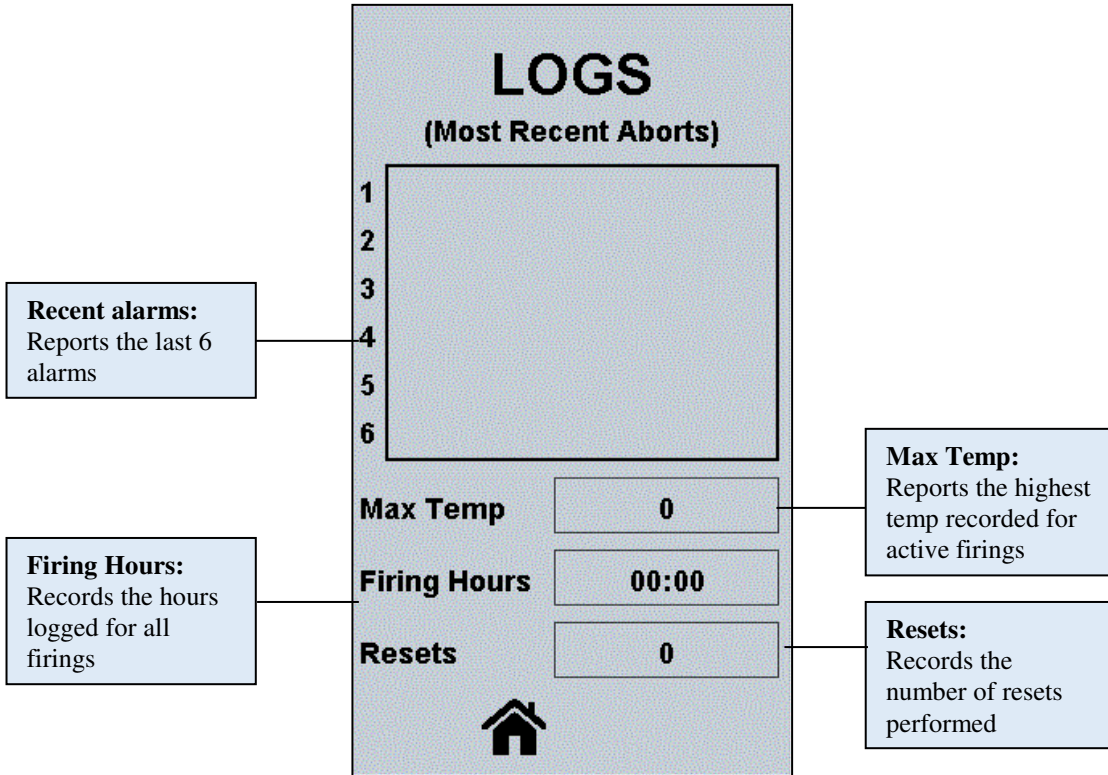 LOGS
(Most Recent Aborts)
1
2
3
4
5
6
Recent alarms:
Reports the last 6
alarms
Max Temp 0
Max Temp:
Reports the highest
temp recorded for
active firings
Firing Hours 00:00
Firing Hours:
Records the hours
logged for all
firings
Resets 0
Resets:
Records the
number of resets
performed